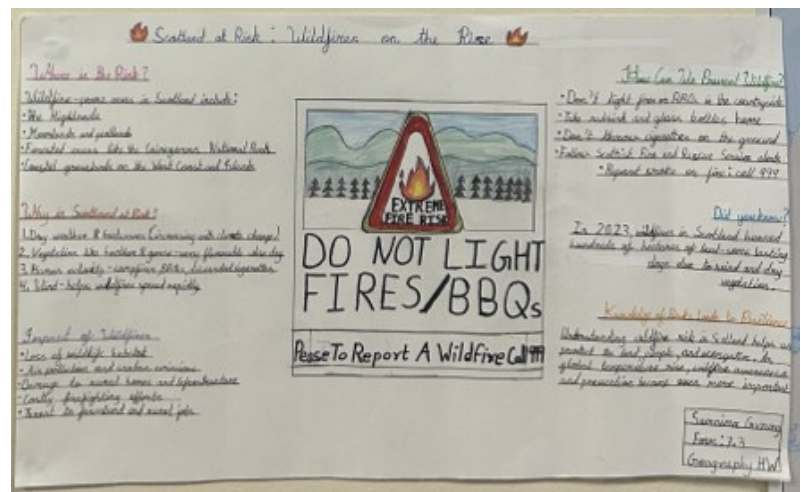 Scotland at Risk: Wildfires on the Rise
Where is the Risk?
Wildfire-prone areas in Scotland include:
• The Highlands
• Moorlands and peatlands
• Forested areas like the Cairngorms National Park
• Coastal grasslands on the West Coast and Islands
Why is Scotland at Risk?
1. Dry weather & heatwaves (increasing with climate change)
2. Vegetation like heather & gorse - very flammable when dry
3. Human activity - campfires, BBQs, discarded cigarettes
4. Wind - helps wildfires spread rapidly
Impact of Wildfires
• Loss of wildlife habitat
• Air pollution and carbon emissions
• Damage to rural homes and infrastructure
• Costly firefighting efforts
• Threat to farmland and rural jobs
EXTREME
FIRE RISK
DO NOT LIGHT
FIRES/BBQs
To Report A Wildfire Call 999
How Can We Prevent Wildfires?
• Don't light fires or BBQs in the countryside
• Take rubbish and glass bottles home
• Don't throw cigarettes on the ground
• Follow Scottish Fire and Rescue Service alerts
• Report smoke or fire: call 999
Did you know?
In 2023, wildfires in Scotland burned
hundreds of hectares of land - some lasting
days due to wind and dry
vegetation.
Knowledge of Risks Leads to Resilience
Understanding wildfire risk in Scotland helps us
protect our land, people, and ecosystems. As
global temperatures rise, wildfire awareness
and prevention become even more important
Gurung
Form: 7.3
Geography HW